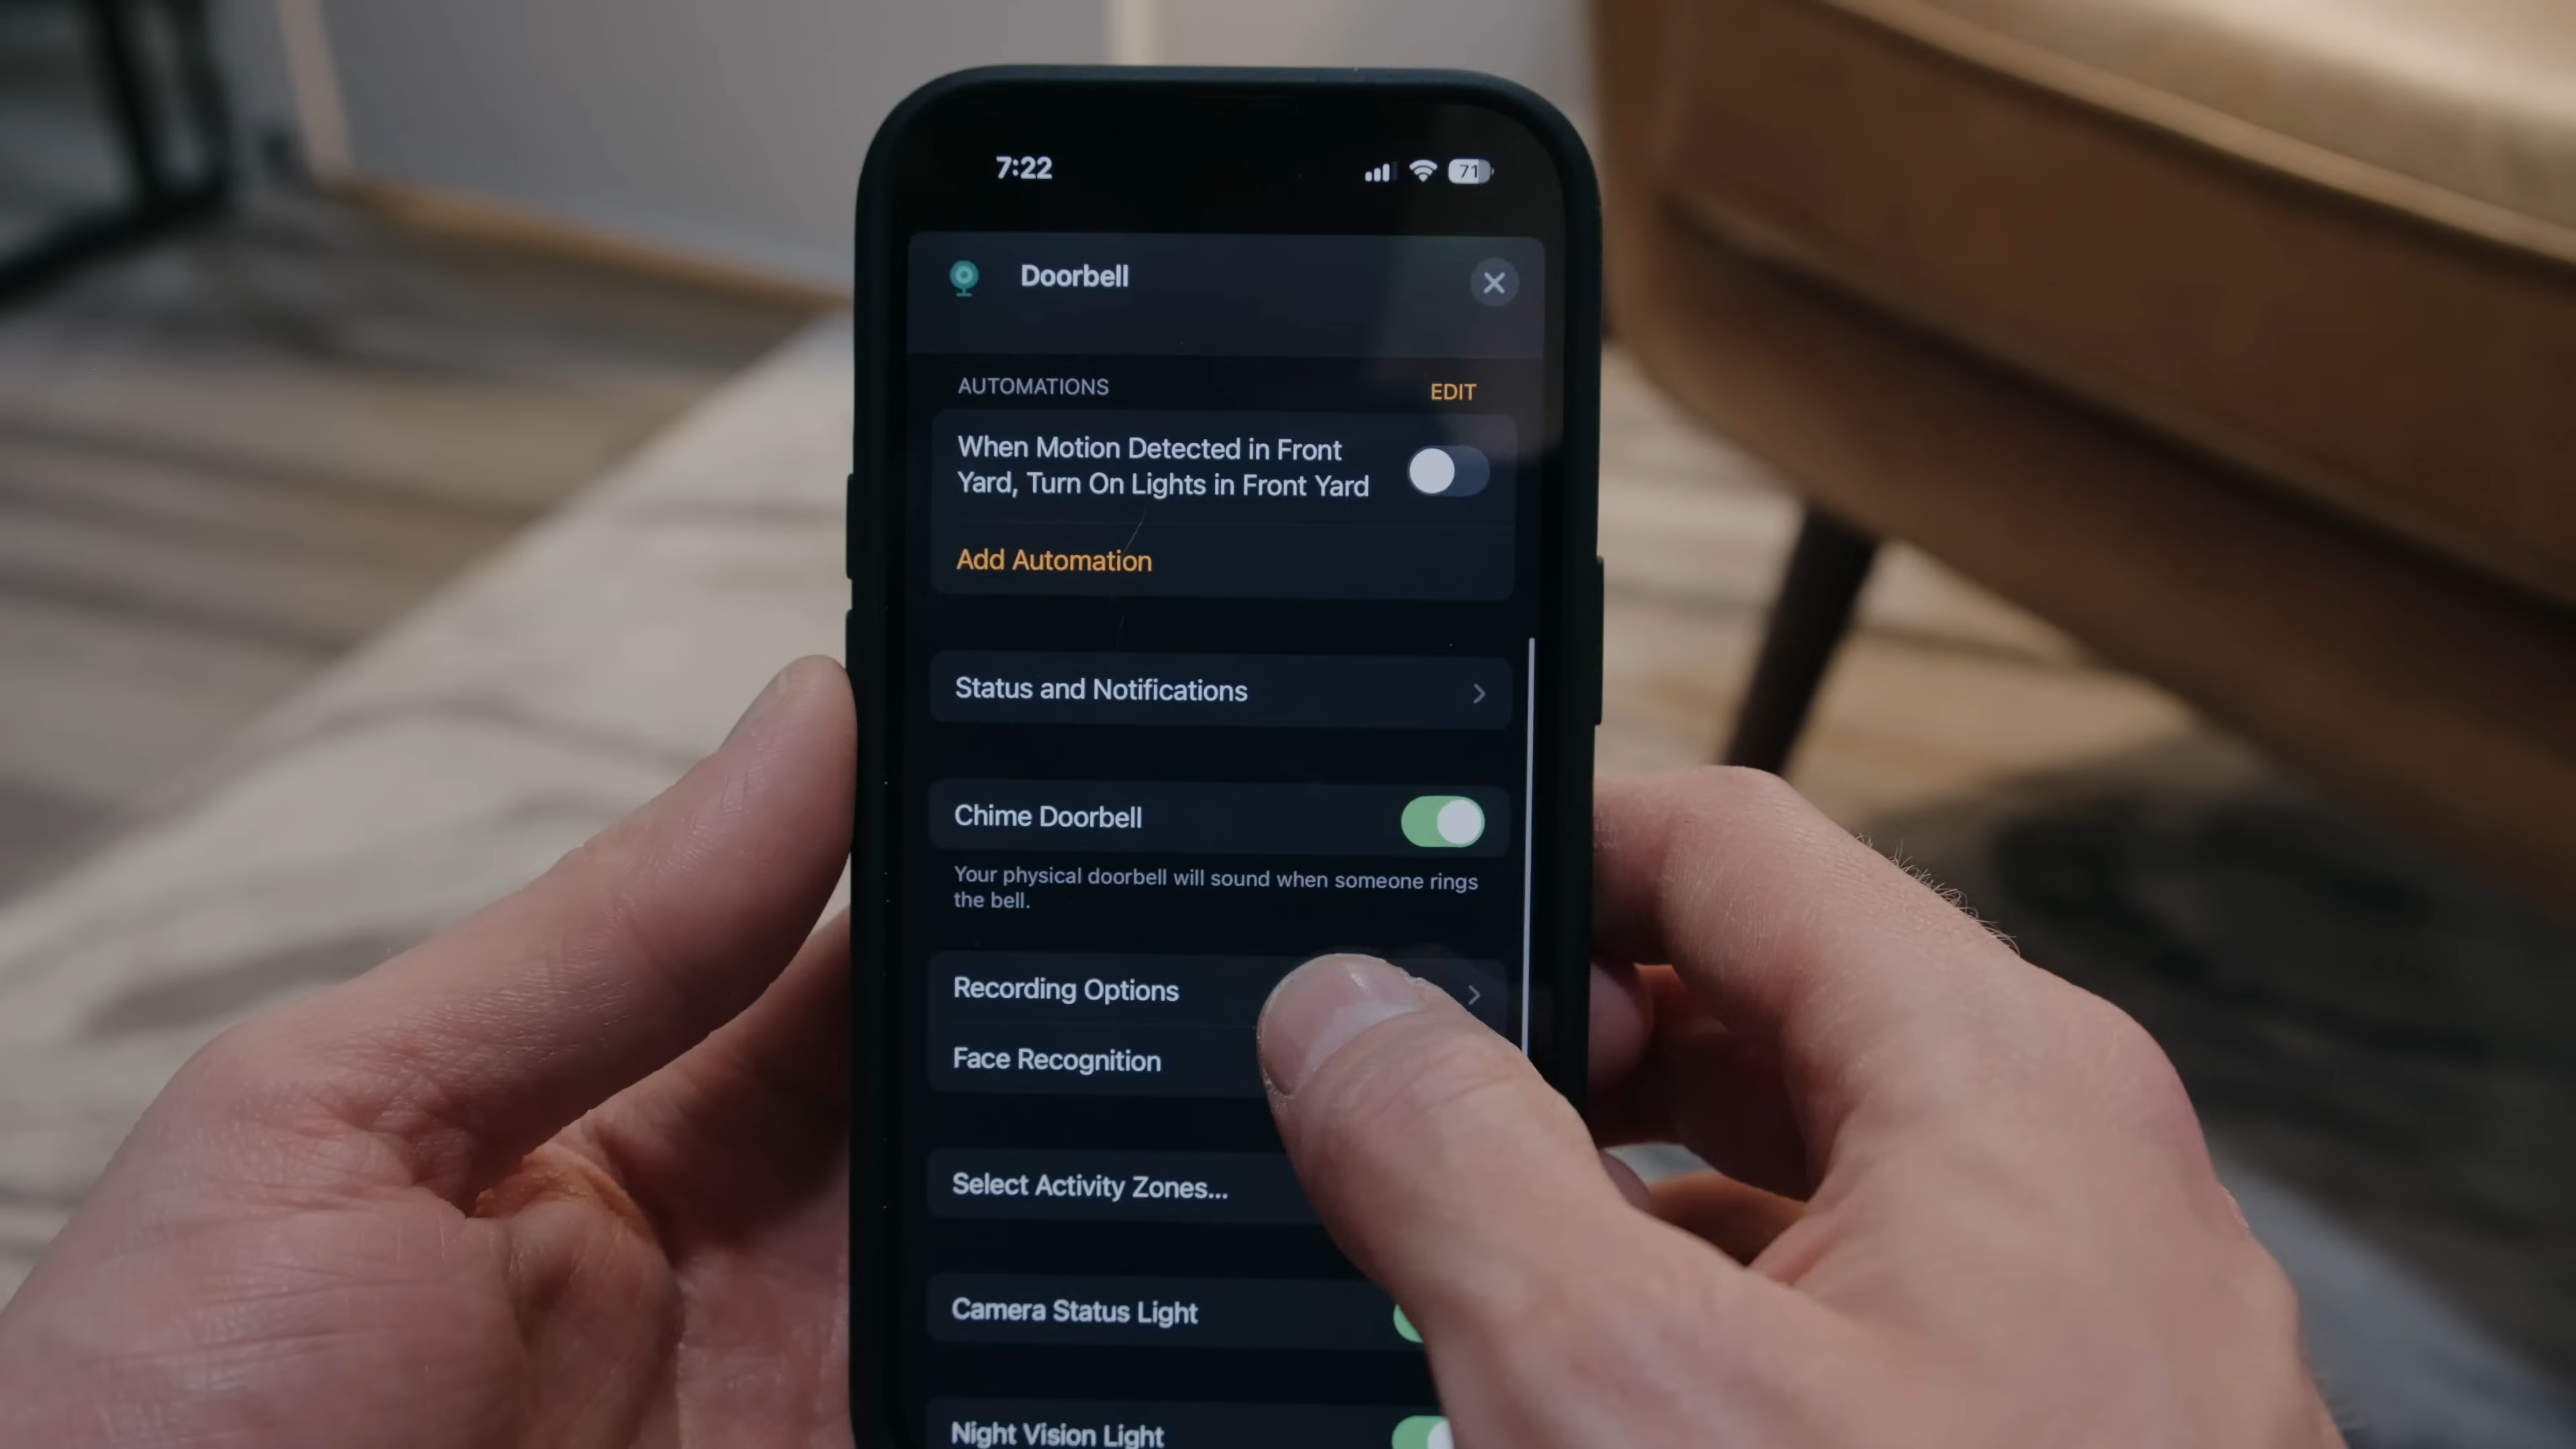 7:22
71
Doorbell
AUTOMATIONS
EDIT
When Motion Detected in Front
Yard, Turn On Lights in Front Yard
Add Automation
Status and Notifications
Chime Doorbell
Your physical doorbell will sound when someone rings
the bell.
Recording Options
Face Recognition
Select Activity Zones...
Camera Status Light
Night Vision Light